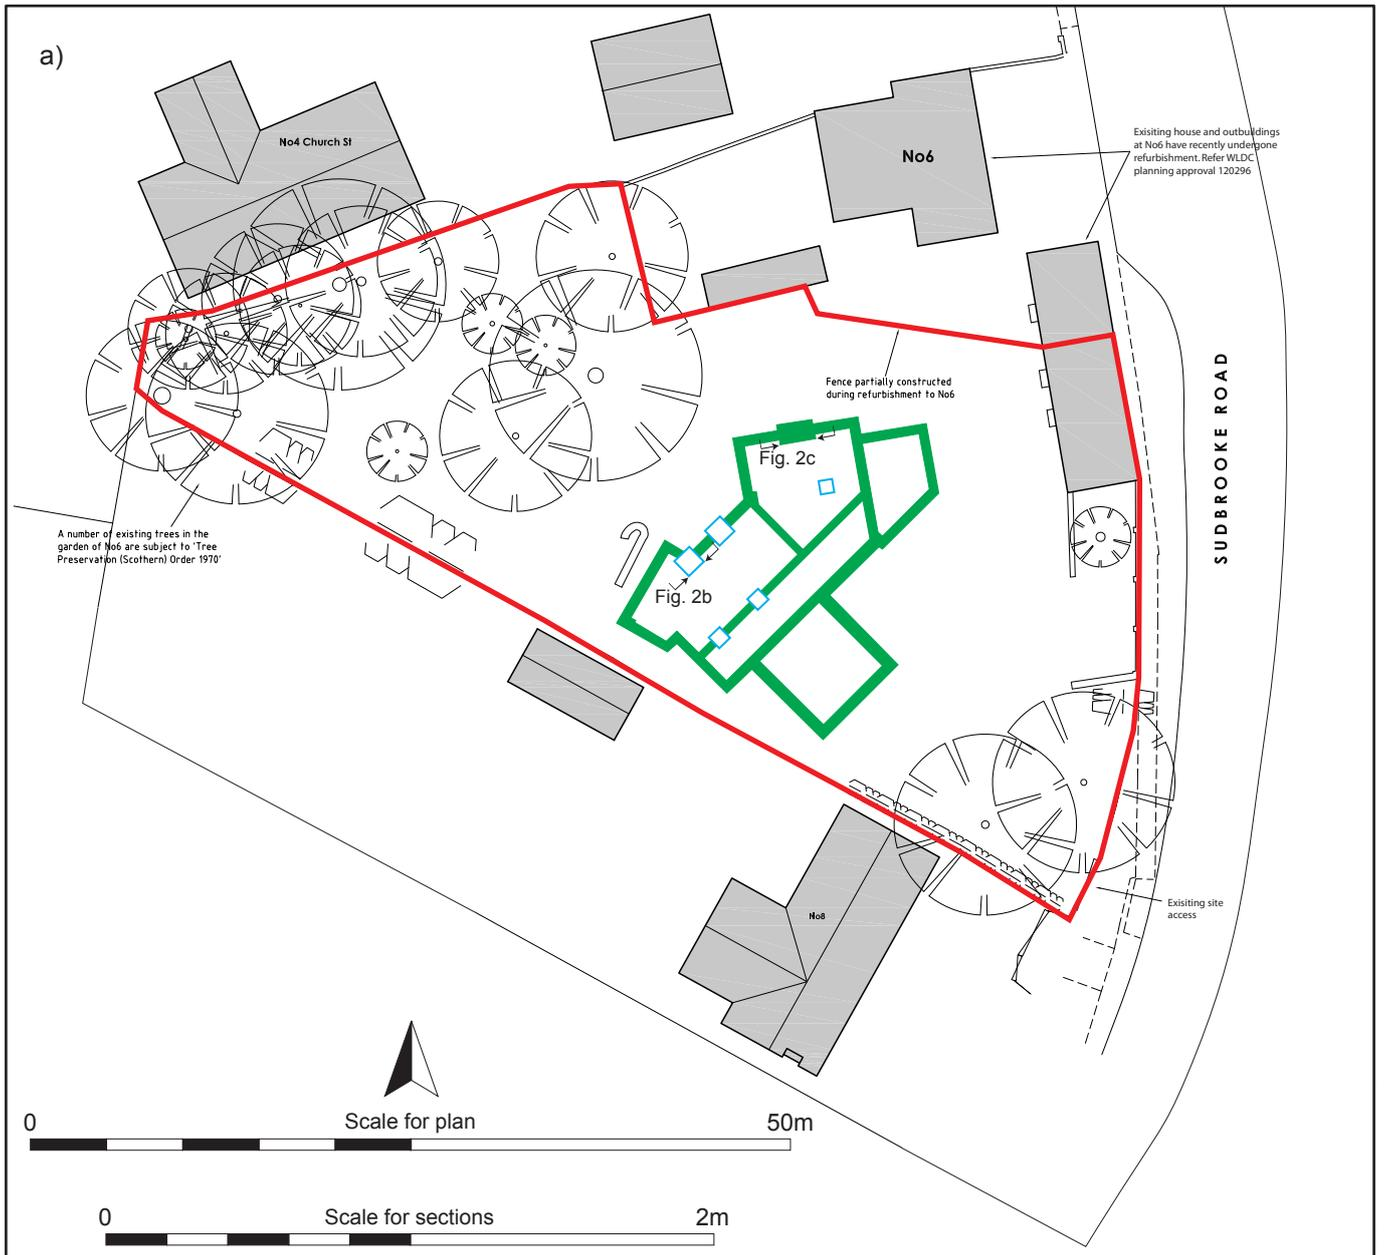 a)
No4 Church St
No6
Exisiting house and outbuildings
at No6 have recently undergone
refurbishment. Refer WLDC
planning approval 120296
SUDBROOKE ROAD
Fence partially constructed
during refurbishment to No6
Fig. 2c
A number of existing trees in the
garden of No6 are subject to 'Tree
Preservation (Scothern) Order 1970'
Fig. 2b
No8
Exisiting site
access
0
Scale for plan
50m
0
Scale for sections
2m